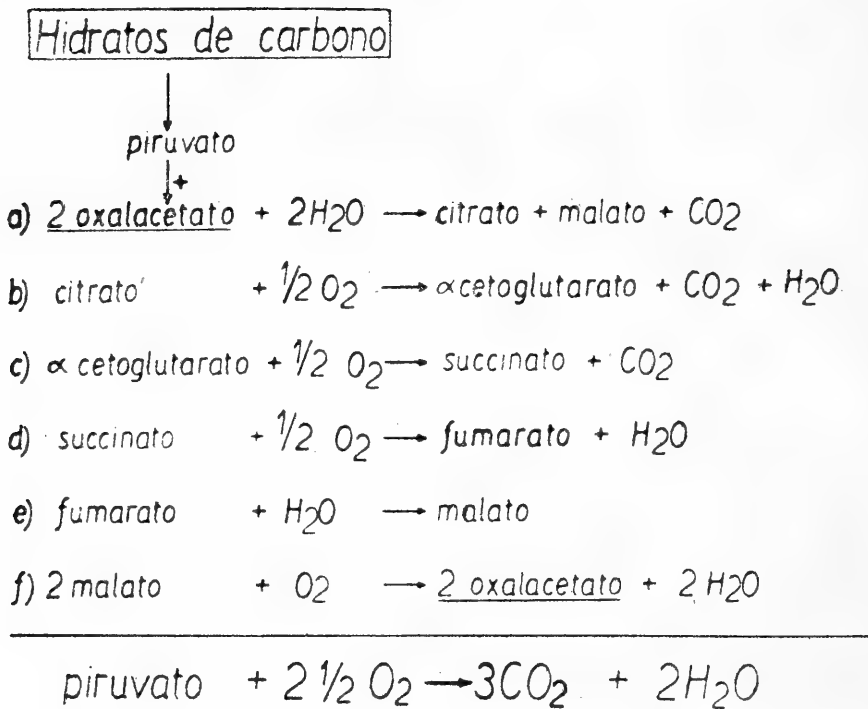 Hidratos de carbono
piruvato
+
a) 2 oxalacetato + 2H2O → citrato + malato + CO2
b) citrato + 1/2 O2 → αcetoglutarato + CO2 + H2O
c) α cetoglutarato + 1/2 O2 → succinato + CO2
d) succinato + 1/2 O2 → fumarato + H2O
e) fumarato + H2O → malato
f) 2 malato + O2 → 2 oxalacetato + 2 H2O
piruvato + 2 1/2 O2 → 3CO2 + 2H2O